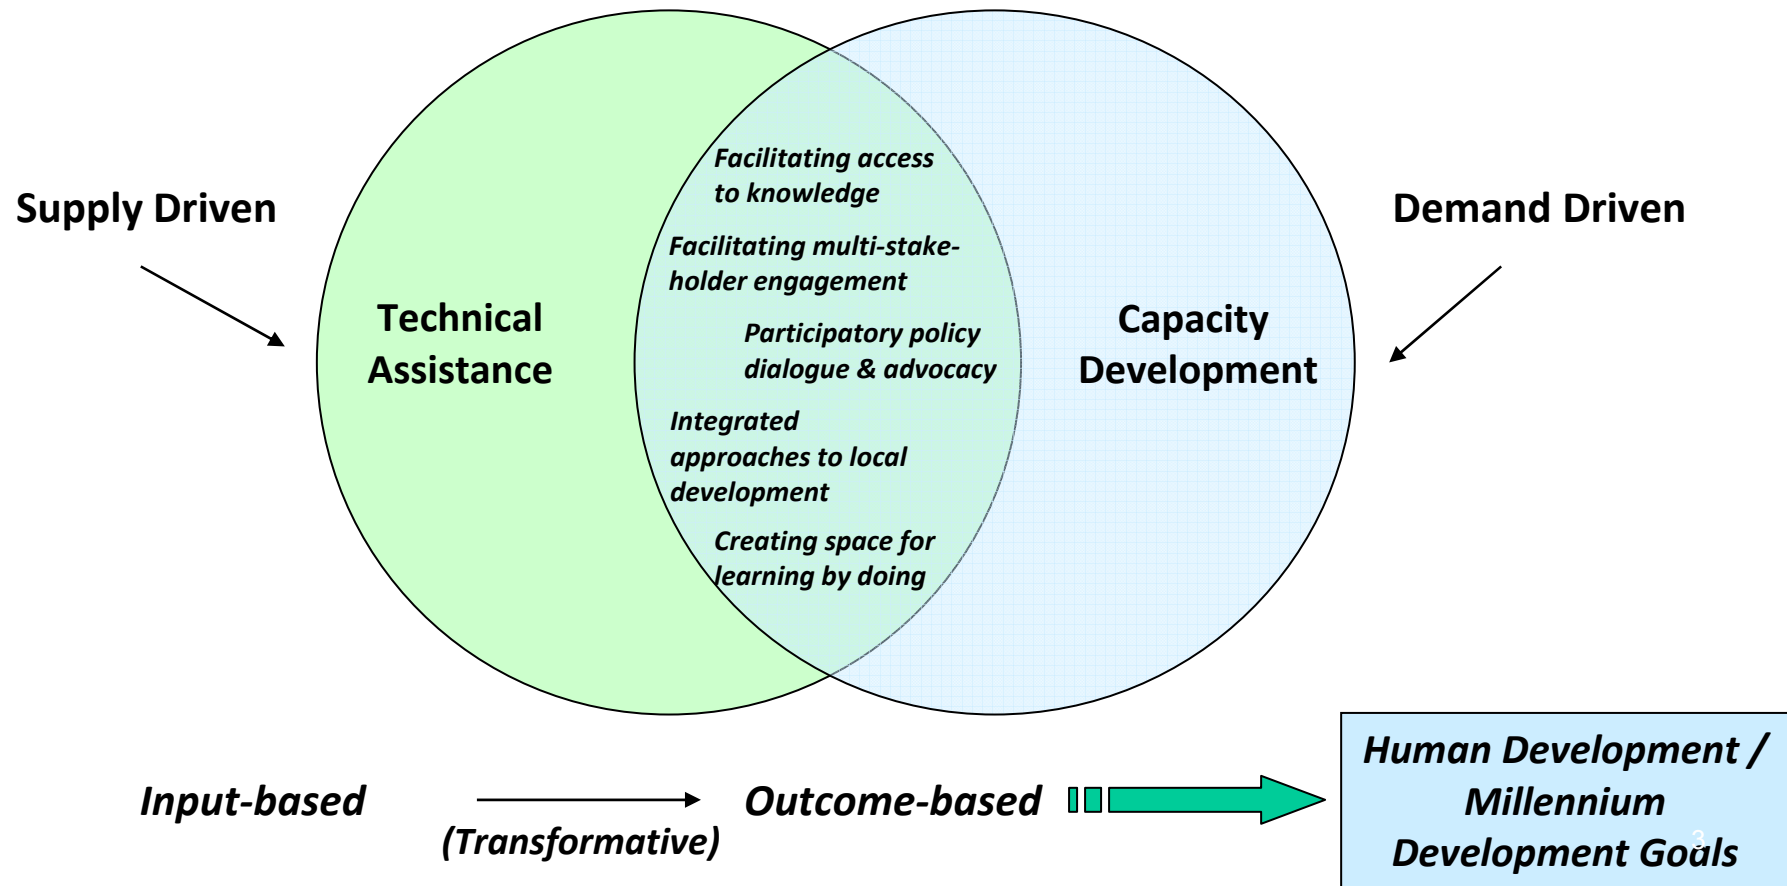 Supply Driven
Technical
Assistance
Facilitating access
to knowledge
Facilitating multi-stake-
holder engagement
Participatory policy
dialogue & advocacy
Integrated
approaches to local
development
Creating space for
learning by doing
Capacity
Development
Demand Driven
Input-based
(Transformative)
Outcome-based
Human Development /
Millennium
Development Goals
3